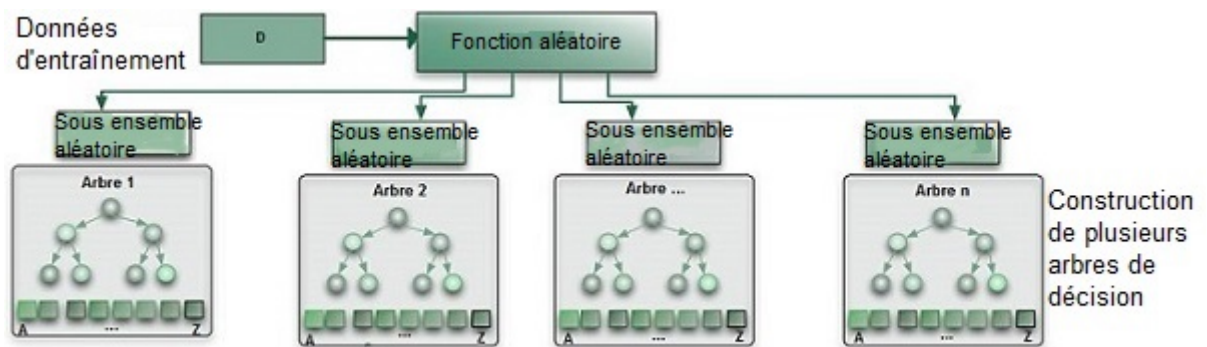 Données
d'entraînement
D
Fonction aléatoire
Sous ensemble
aléatoire
Sous ensemble
aléatoire
Sous ensemble
aléatoire
Sous ensemble
aléatoire
Arbre 1
Arbre 2
Arbre ...
Arbre n
Construction
de plusieurs
arbres de
décision
A ... Z
A ... Z
A ... Z
A ... Z